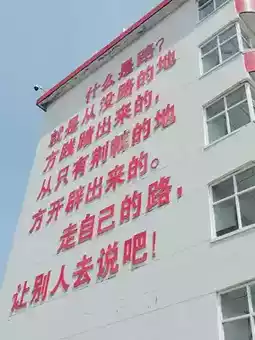 什么是路?
就是从没路的地
方踐踏出来的,
从只有荆棘的地
方开辟出来的。
走自己的路,
让别人去说吧!